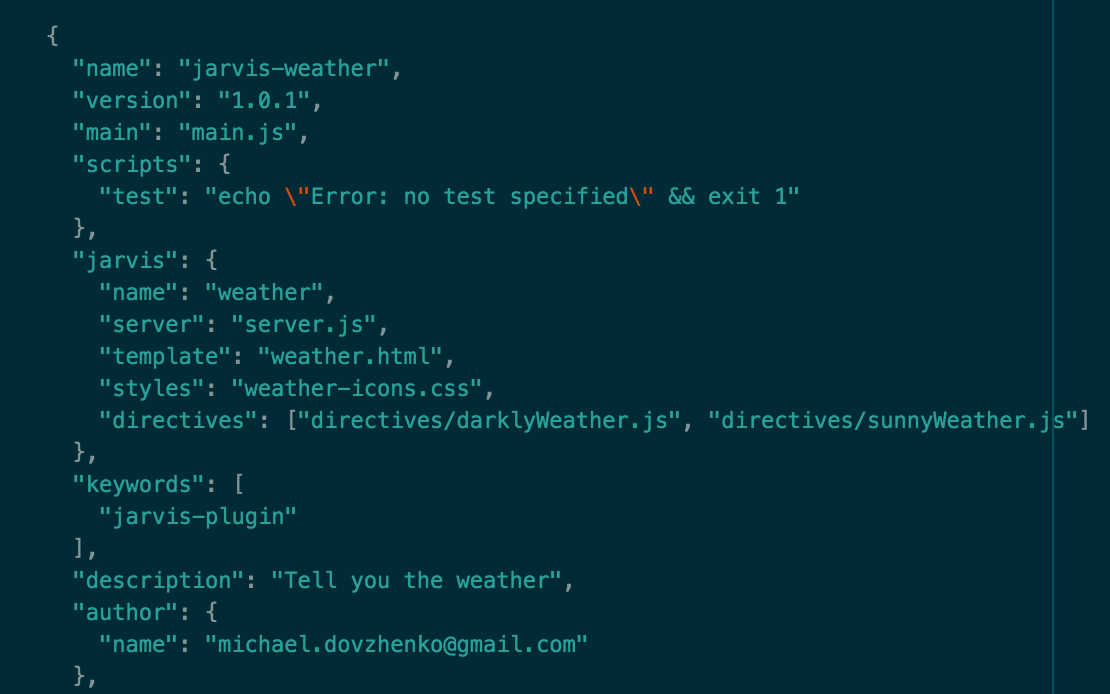 {
  "name": "jarvis-weather",
  "version": "1.0.1",
  "main": "main.js",
  "scripts": {
    "test": "echo \"Error: no test specified\" && exit 1"
  },
  "jarvis": {
    "name": "weather",
    "server": "server.js",
    "template": "weather.html",
    "styles": "weather-icons.css",
    "directives": ["directives/darklyWeather.js", "directives/sunnyWeather.js"]
  },
  "keywords": [
    "jarvis-plugin"
  ],
  "description": "Tell you the weather",
  "author": {
    "name": "michael.dovzhenko@gmail.com"
  },